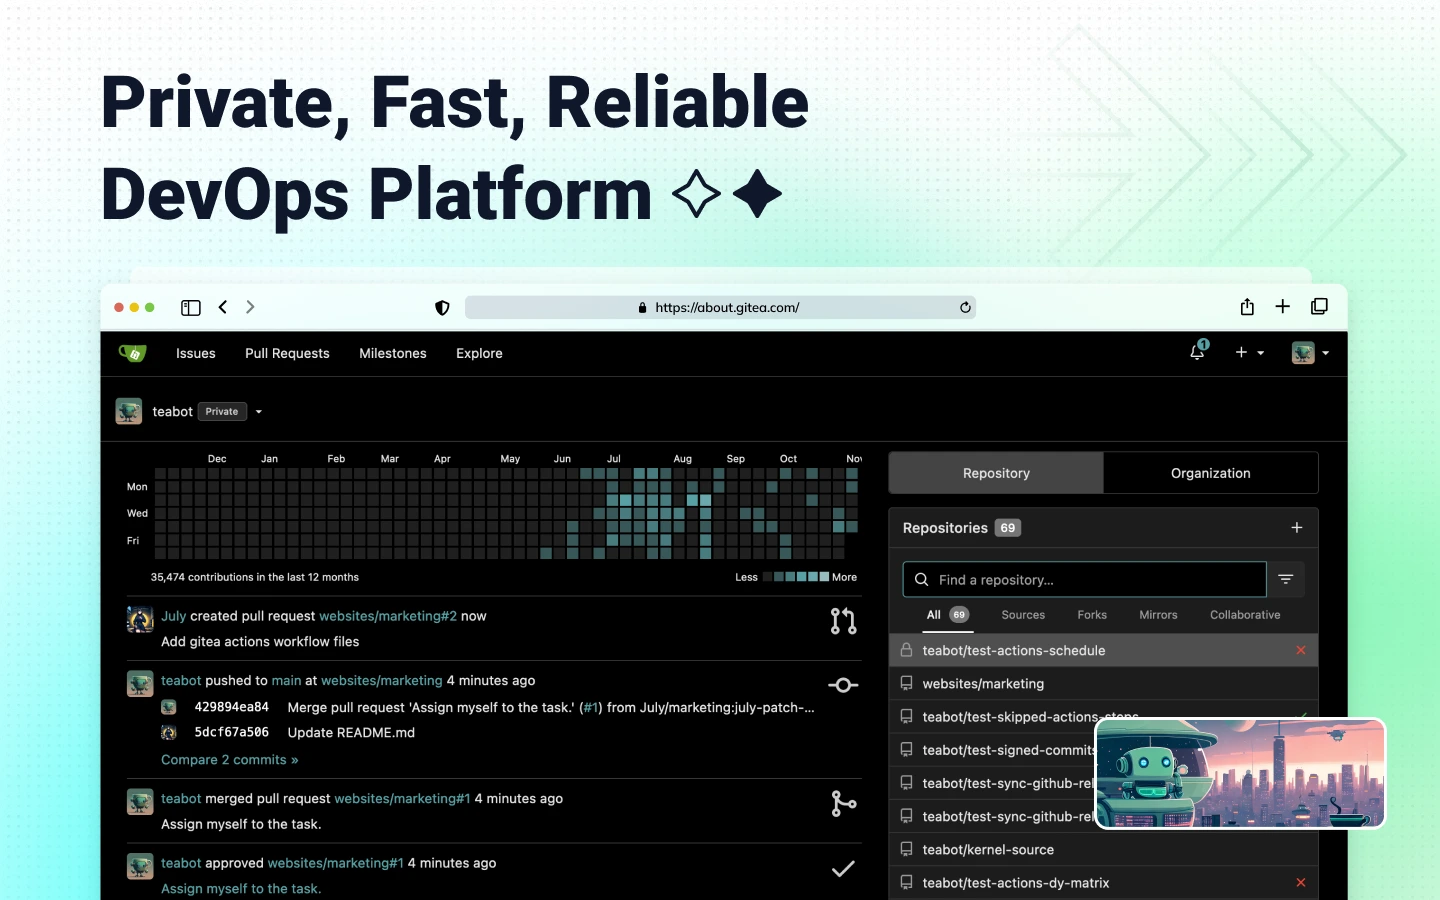 Private, Fast, Reliable
DevOps Platform
https://about.gitea.com/
Issues Pull Requests Milestones Explore
1
teabot Private
Dec Jan Feb Mar Apr May Jun Jul Aug Sep Oct Nov
Mon
Wed
Fri
35,474 contributions in the last 12 months
Less More
July created pull request websites/marketing#2 now
Add gitea actions workflow files
teabot pushed to main at websites/marketing 4 minutes ago
429894ea84 Merge pull request 'Assign myself to the task.' (#1) from July/marketing:july-patch-...
5dcf67a506 Update README.md
Compare 2 commits »
teabot merged pull request websites/marketing#1 4 minutes ago
Assign myself to the task.
teabot approved websites/marketing#1 4 minutes ago
Assign myself to the task.
Repository Organization
Repositories 69
Find a repository...
All 69 Sources Forks Mirrors Collaborative
teabot/test-actions-schedule
websites/marketing
teabot/test-skipped-actions-steps
teabot/test-signed-commits
teabot/test-sync-github-rel
teabot/test-sync-github-rel
teabot/kernel-source
teabot/test-actions-dy-matrix